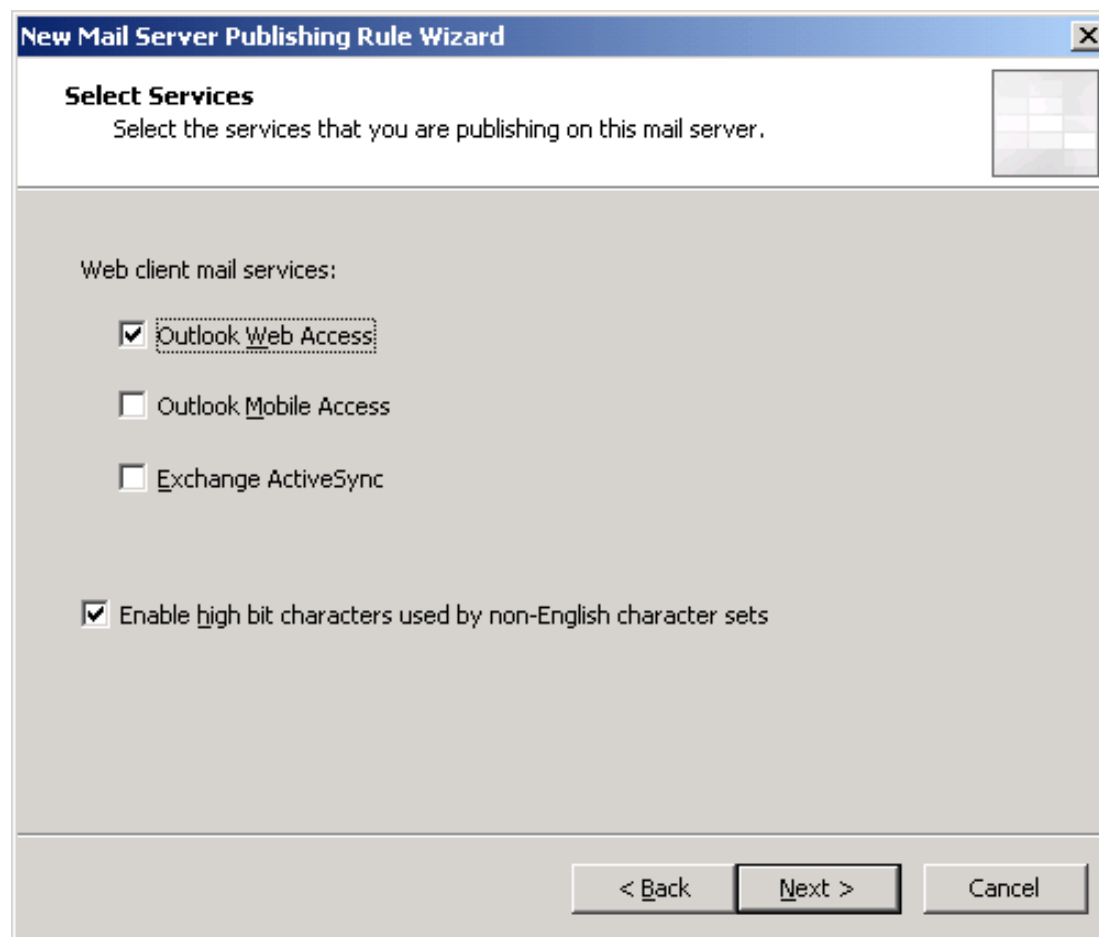 New Mail Server Publishing Rule Wizard
Select Services
Select the services that you are publishing on this mail server.
Web client mail services:
Outlook Web Access
Outlook Mobile Access
Exchange ActiveSync
Enable high bit characters used by non-English character sets
< Back Next > Cancel